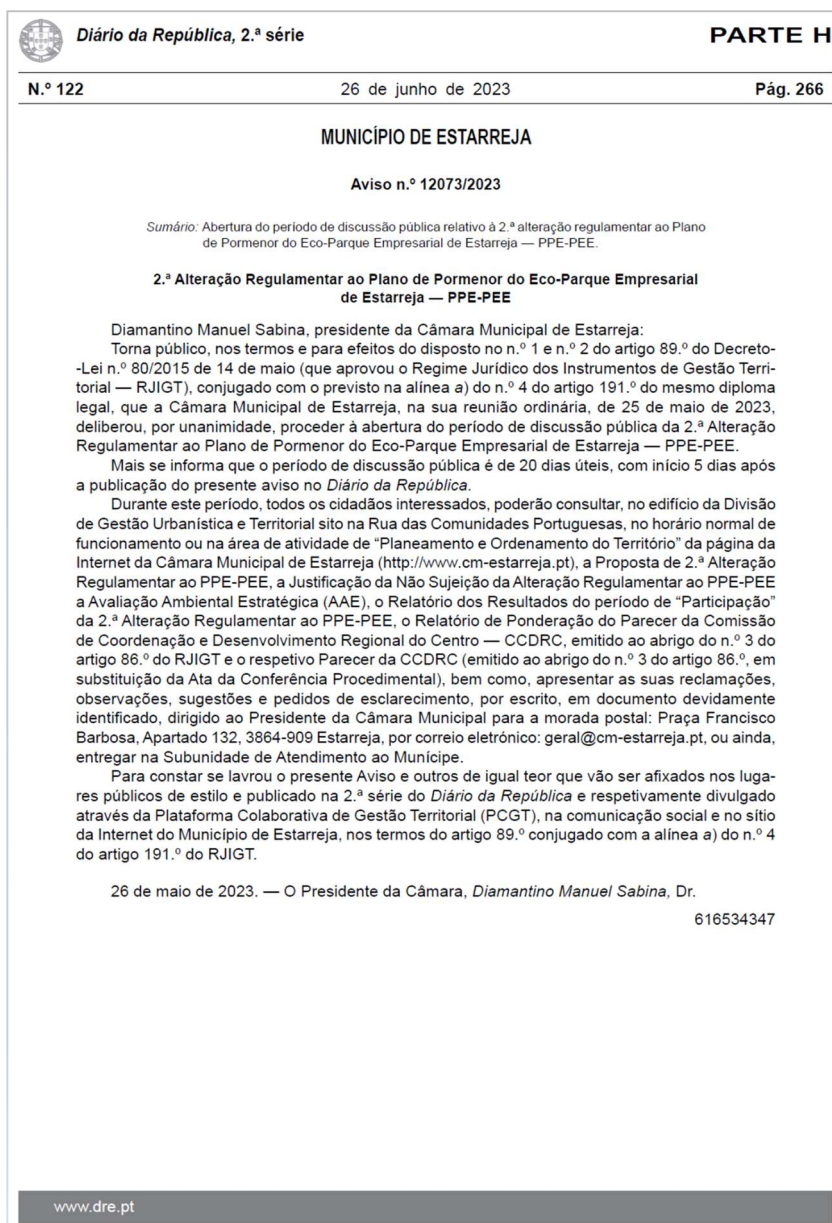 Diário da República, 2.ª série
PARTE H
N.º 122
26 de junho de 2023
Pág. 266
MUNICÍPIO DE ESTARREJA
Aviso n.º 12073/2023
Sumário: Abertura do período de discussão pública relativo à 2.ª alteração regulamentar ao Plano
de Pormenor do Eco-Parque Empresarial de Estarreja — PPE-PEE.
2.ª Alteração Regulamentar ao Plano de Pormenor do Eco-Parque Empresarial
de Estarreja — PPE-PEE
Diamantino Manuel Sabina, presidente da Câmara Municipal de Estarreja:
Torna público, nos termos e para efeitos do disposto no n.º 1 e n.º 2 do artigo 89.º do Decreto-
-Lei n.º 80/2015 de 14 de maio (que aprovou o Regime Jurídico dos Instrumentos de Gestão Terri-
torial — RJIGT), conjugado com o previsto na alínea a) do n.º 4 do artigo 191.º do mesmo diploma
legal, que a Câmara Municipal de Estarreja, na sua reunião ordinária, de 25 de maio de 2023,
deliberou, por unanimidade, proceder à abertura do período de discussão pública da 2.ª Alteração
Regulamentar ao Plano de Pormenor do Eco-Parque Empresarial de Estarreja — PPE-PEE.
Mais se informa que o período de discussão pública é de 20 dias úteis, com início 5 dias após
a publicação do presente aviso no Diário da República.
Durante este período, todos os cidadãos interessados, poderão consultar, no edifício da Divisão
de Gestão Urbanística e Territorial sito na Rua das Comunidades Portuguesas, no horário normal de
funcionamento ou na área de atividade de “Planeamento e Ordenamento do Território” da página da
Internet da Câmara Municipal de Estarreja (http://www.cm-estarreja.pt), a Proposta de 2.ª Alteração
Regulamentar ao PPE-PEE, a Justificação da Não Sujeição da Alteração Regulamentar ao PPE-PEE
a Avaliação Ambiental Estratégica (AAE), o Relatório dos Resultados do período de “Participação”
da 2.ª Alteração Regulamentar ao PPE-PEE, o Relatório de Ponderação do Parecer da Comissão
de Coordenação e Desenvolvimento Regional do Centro — CCDRC, emitido ao abrigo do n.º 3 do
artigo 86.º do RJIGT e o respetivo Parecer da CCDRC (emitido ao abrigo do n.º 3 do artigo 86.º, em
substituição da Ata da Conferência Procedimental), bem como, apresentar as suas reclamações,
observações, sugestões e pedidos de esclarecimento, por escrito, em documento devidamente
identificado, dirigido ao Presidente da Câmara Municipal para a morada postal: Praça Francisco
Barbosa, Apartado 132, 3864-909 Estarreja, por correio eletrónico: geral@cm-estarreja.pt, ou ainda,
entregar na Subunidade de Atendimento ao Munícipe.
Para constar se lavrou o presente Aviso e outros de igual teor que vão ser afixados nos luga-
res públicos de estilo e publicado na 2.ª série do Diário da República e respetivamente divulgado
através da Plataforma Colaborativa de Gestão Territorial (PCGT), na comunicação social e no sítio
da Internet do Município de Estarreja, nos termos do artigo 89.º conjugado com a alínea a) do n.º 4
do artigo 191.º do RJIGT.
26 de maio de 2023. — O Presidente da Câmara, Diamantino Manuel Sabina, Dr.
616534347
www.dre.pt